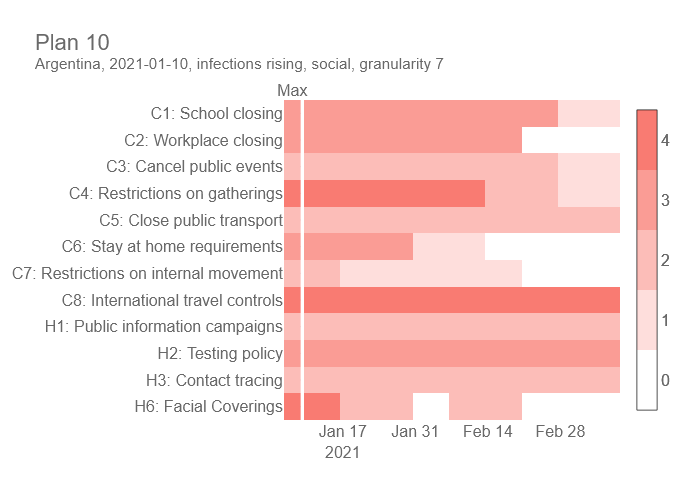 Plan 10
Argentina, 2021-01-10, infections rising, social, granularity 7
Max
C1: School closing
C2: Workplace closing
C3: Cancel public events
C4: Restrictions on gatherings
C5: Close public transport
C6: Stay at home requirements
C7: Restrictions on internal movement
C8: International travel controls
H1: Public information campaigns
H2: Testing policy
H3: Contact tracing
H6: Facial Coverings
Jan 17 Jan 31 Feb 14 Feb 28
2021
4
3
2
1
0